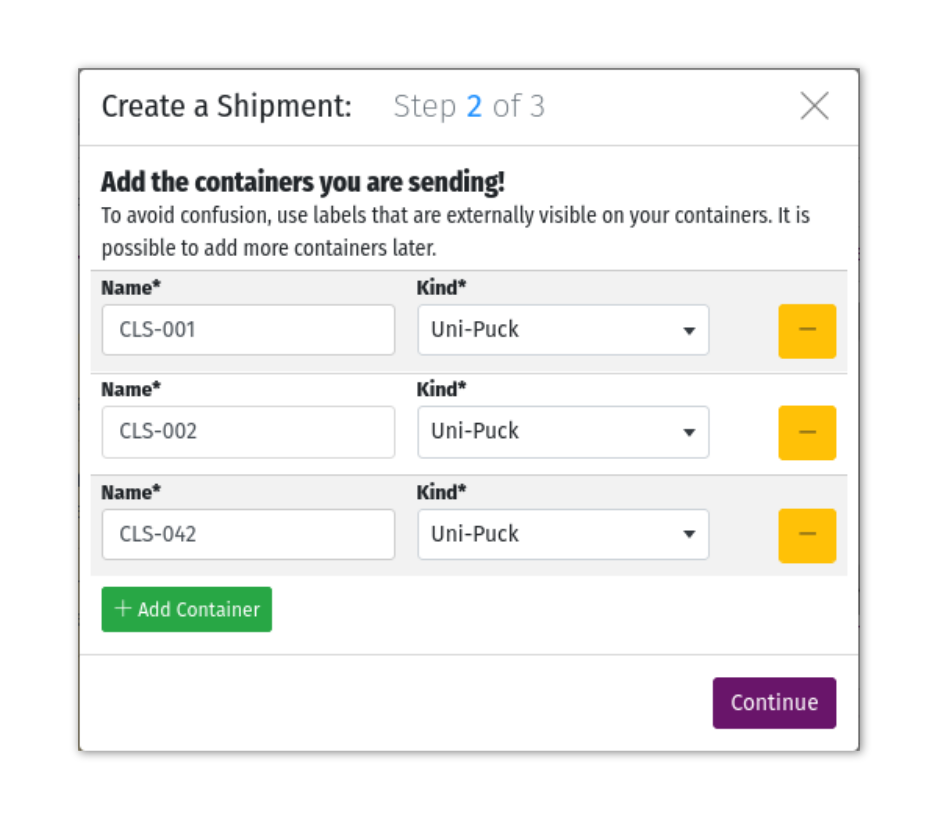 Create a Shipment: Step 2 of 3
Add the containers you are sending!
To avoid confusion, use labels that are externally visible on your containers. It is
possible to add more containers later.
Name* Kind*
CLS-001 Uni-Puck
Name* Kind*
CLS-002 Uni-Puck
Name* Kind*
CLS-042 Uni-Puck
+ Add Container
Continue